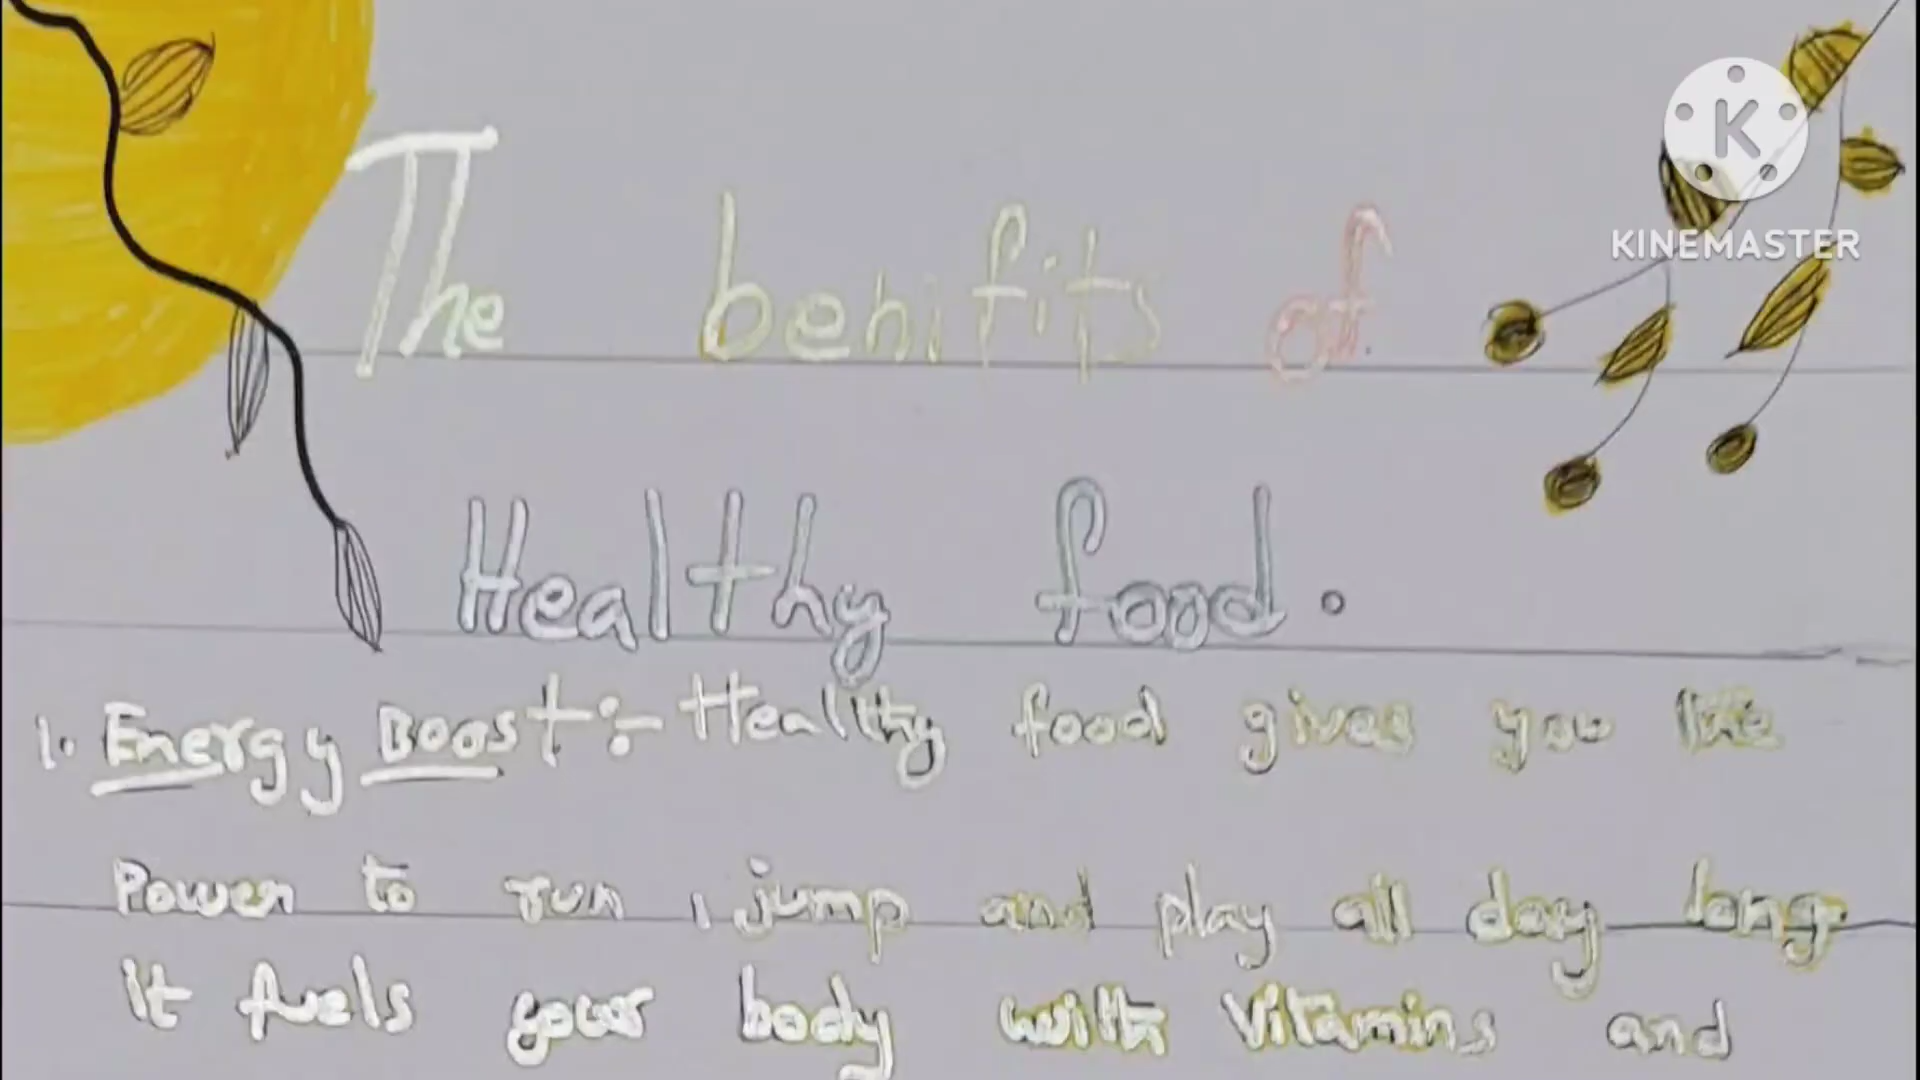 The benifits of
Healthy food.
1. Energy Boost :- Healthy food gives you the
Power to run, jump and play all day long.
It fuels your body with vitamins and
K
KINEMASTER